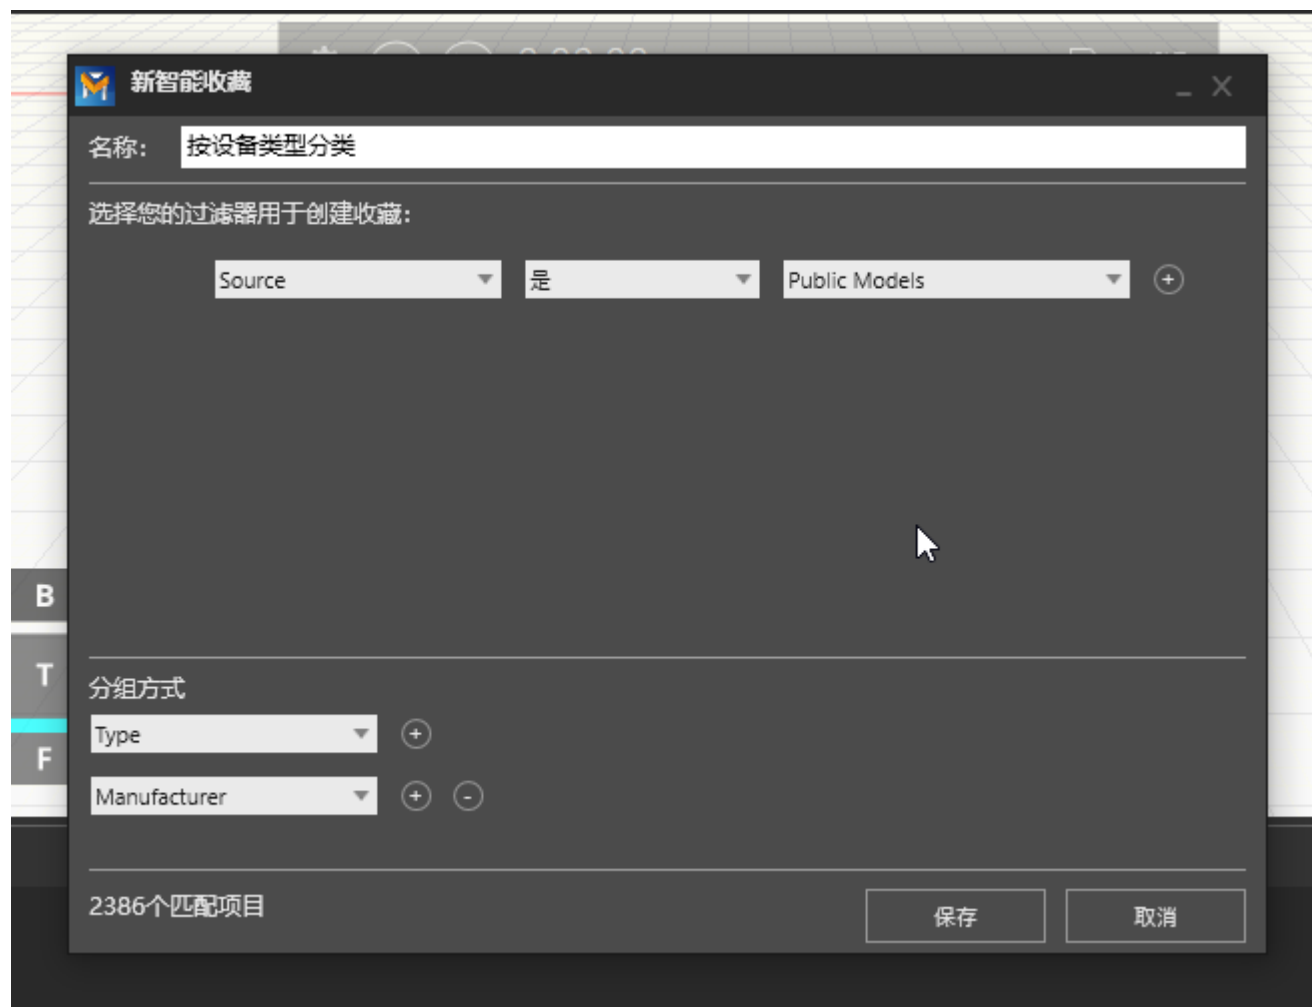 新智能收藏
名称: 按设备类型分类
选择您的过滤器用于创建收藏:
Source 是 Public Models
B
T
F
分组方式
Type
Manufacturer
2386个匹配项目 保存 取消